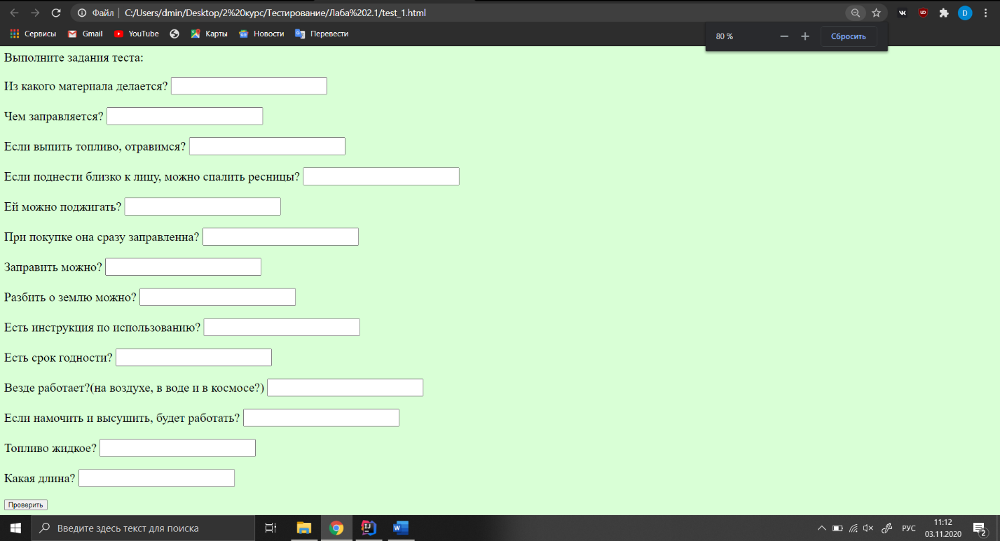 Файл | C:/Users/dmin/Desktop/2%20курс/Тестирование/Лаба%202.1/test_1.html
D
Сервисы Gmail YouTube Карты Новости Перевести
80 % Сбросить
Выполните задания теста:
Из какого материала делается?
Чем заправляется?
Если выпить топливо, отравимся?
Если поднести близко к лицу, можно спалить ресницы?
Ей можно поджигать?
При покупке она сразу заправленна?
Заправить можно?
Разбить о землю можно?
Есть инструкция по использованию?
Есть срок годности?
Везде работает?(на воздухе, в воде и в космосе?)
Если намочить и высушить, будет работать?
Топливо жидкое?
Какая длина?
Проверить
Введите здесь текст для поиска
РУС
11:12
03.11.2020
2